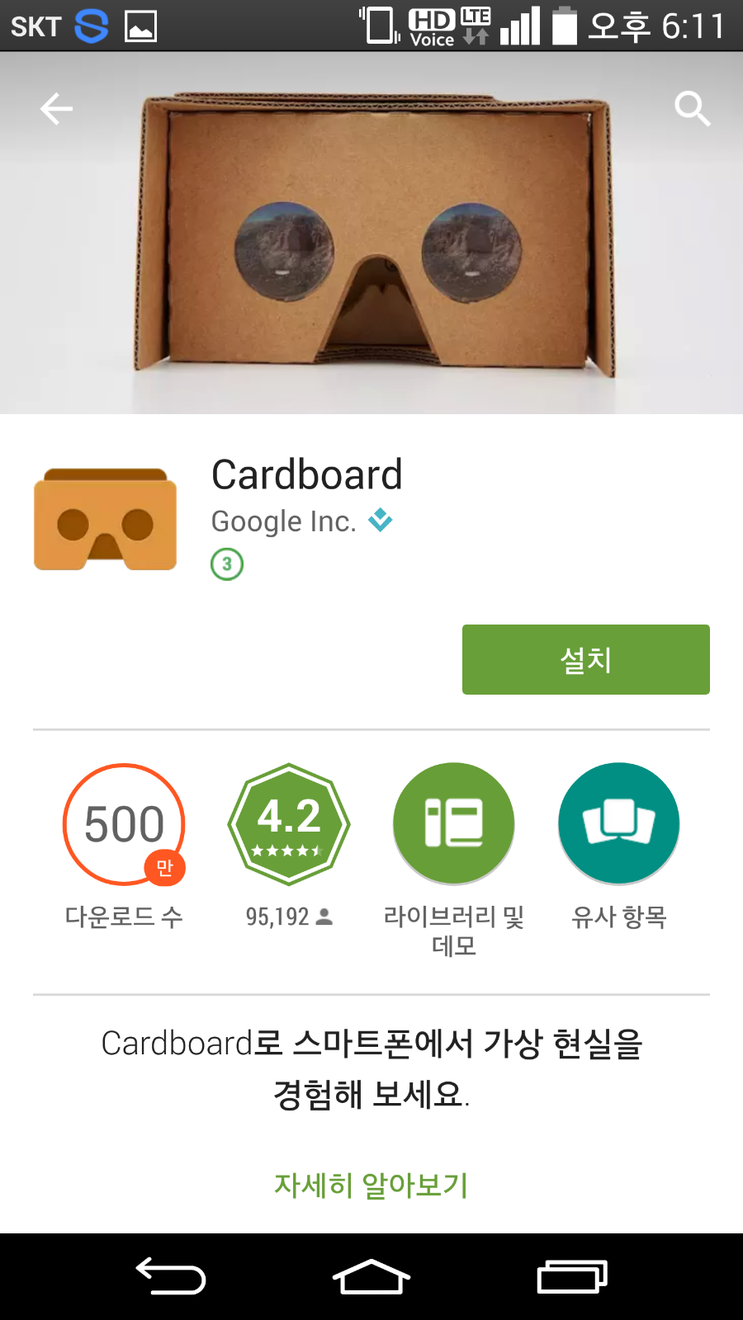 SKT HD Voice LTE 오후 6:11
Cardboard
Google Inc.
3
설치
500
만
4.2
다운로드 수
95,192
라이브러리 및
데모
유사 항목
Cardboard로 스마트폰에서 가상 현실을
경험해 보세요.
자세히 알아보기